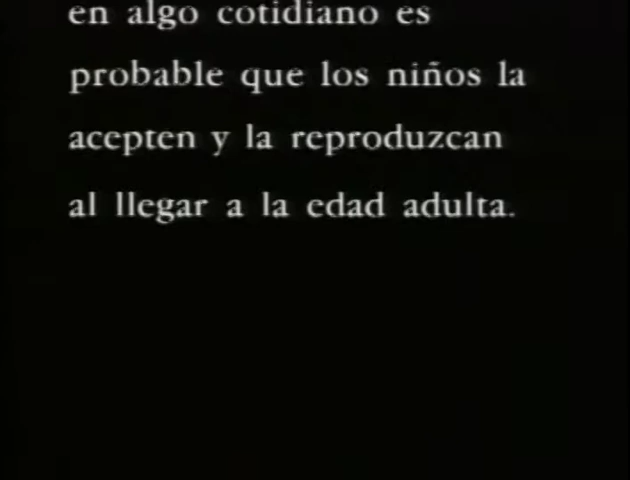 en algo cotidiano es
probable que los niños la
acepten y la reproduzcan
al llegar a la edad adulta.